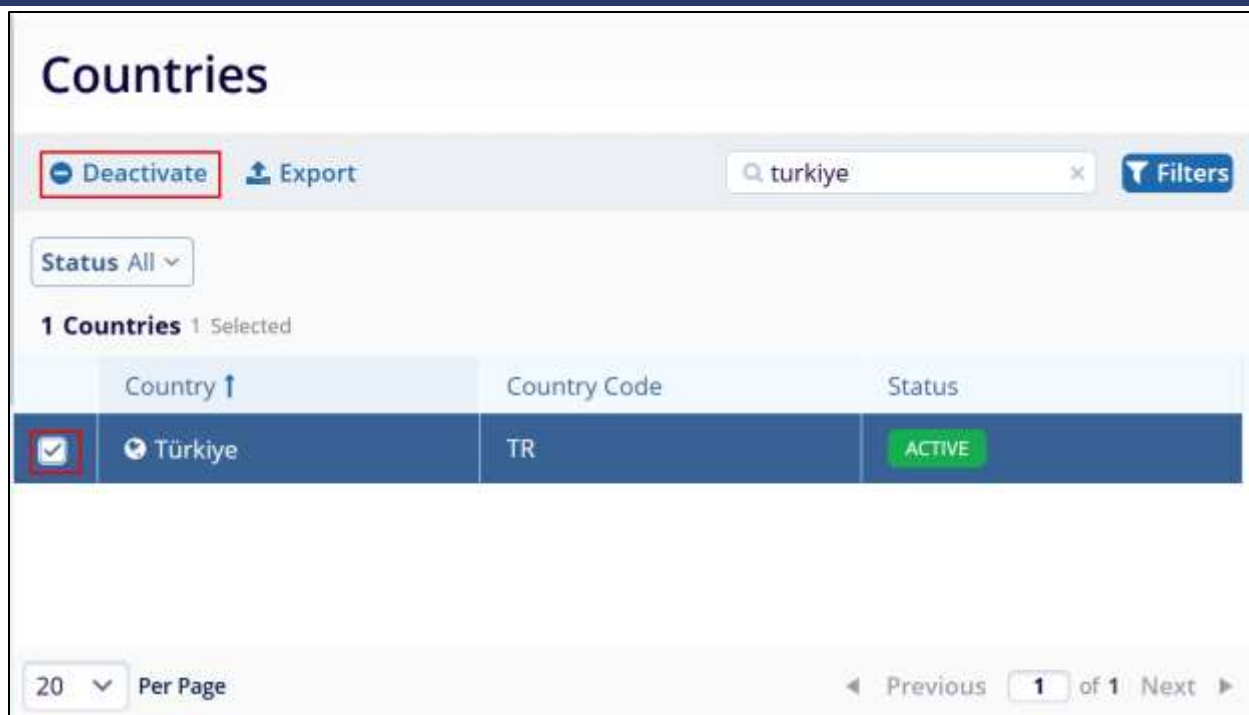 Countries
Deactivate Export turkiye × Filters
Status All
1 Countries 1 Selected
Country ↑ Country Code Status
Türkiye TR ACTIVE
20 Per Page Previous 1 of 1 Next